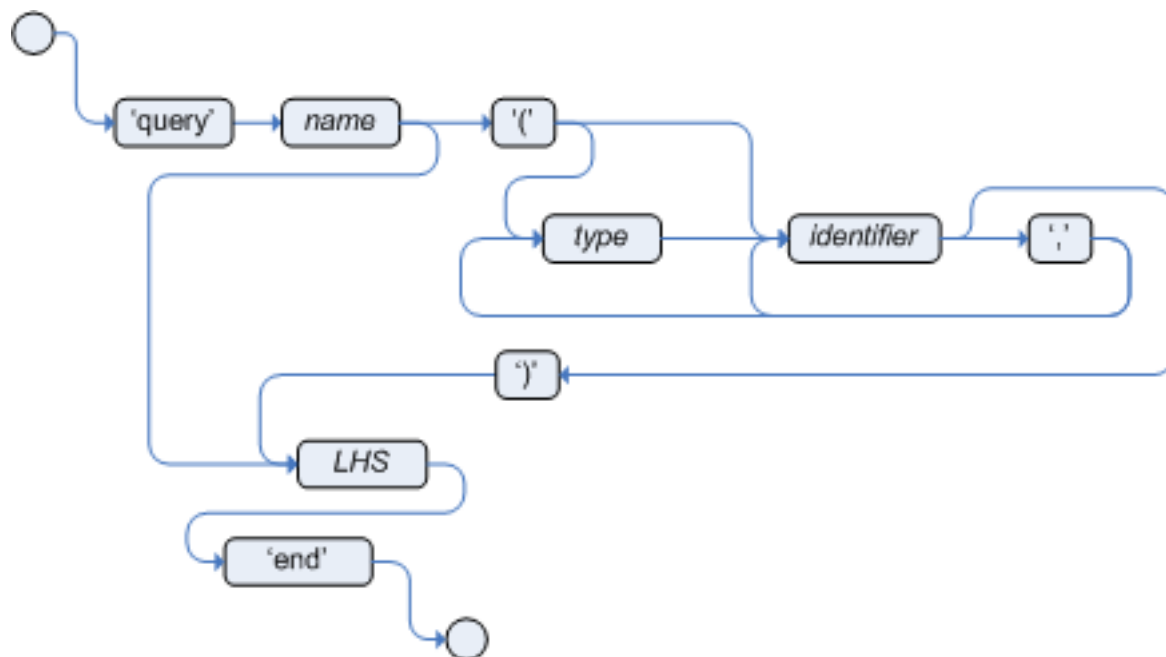 ‘query’ name '('
type identifier ‘,’
‘)’
LHS
‘end’